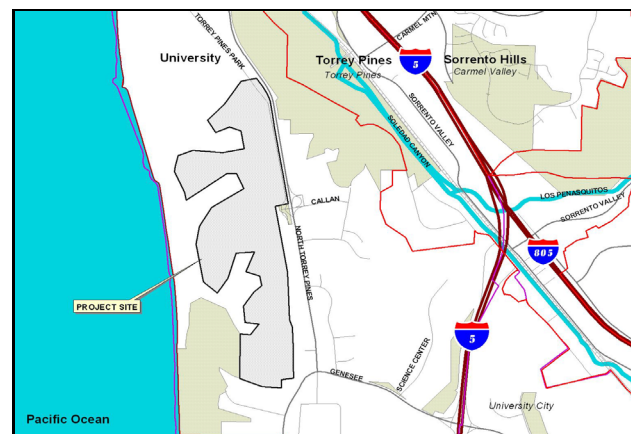 CARMEL MTN
TORREY PINES PARK
University
Torrey Pines
Torrey Pines
5
Sorrento Hills
Carmel Valley
SORRENTO VALLEY
SOLEDAD CANYON
LOS PENASQUITOS
SORRENTO VALLEY
CALLAN
NORTH TORREY PINES
805
PROJECT SITE
5
SCIENCE CENTER
GENESEE
University City
Pacific Ocean